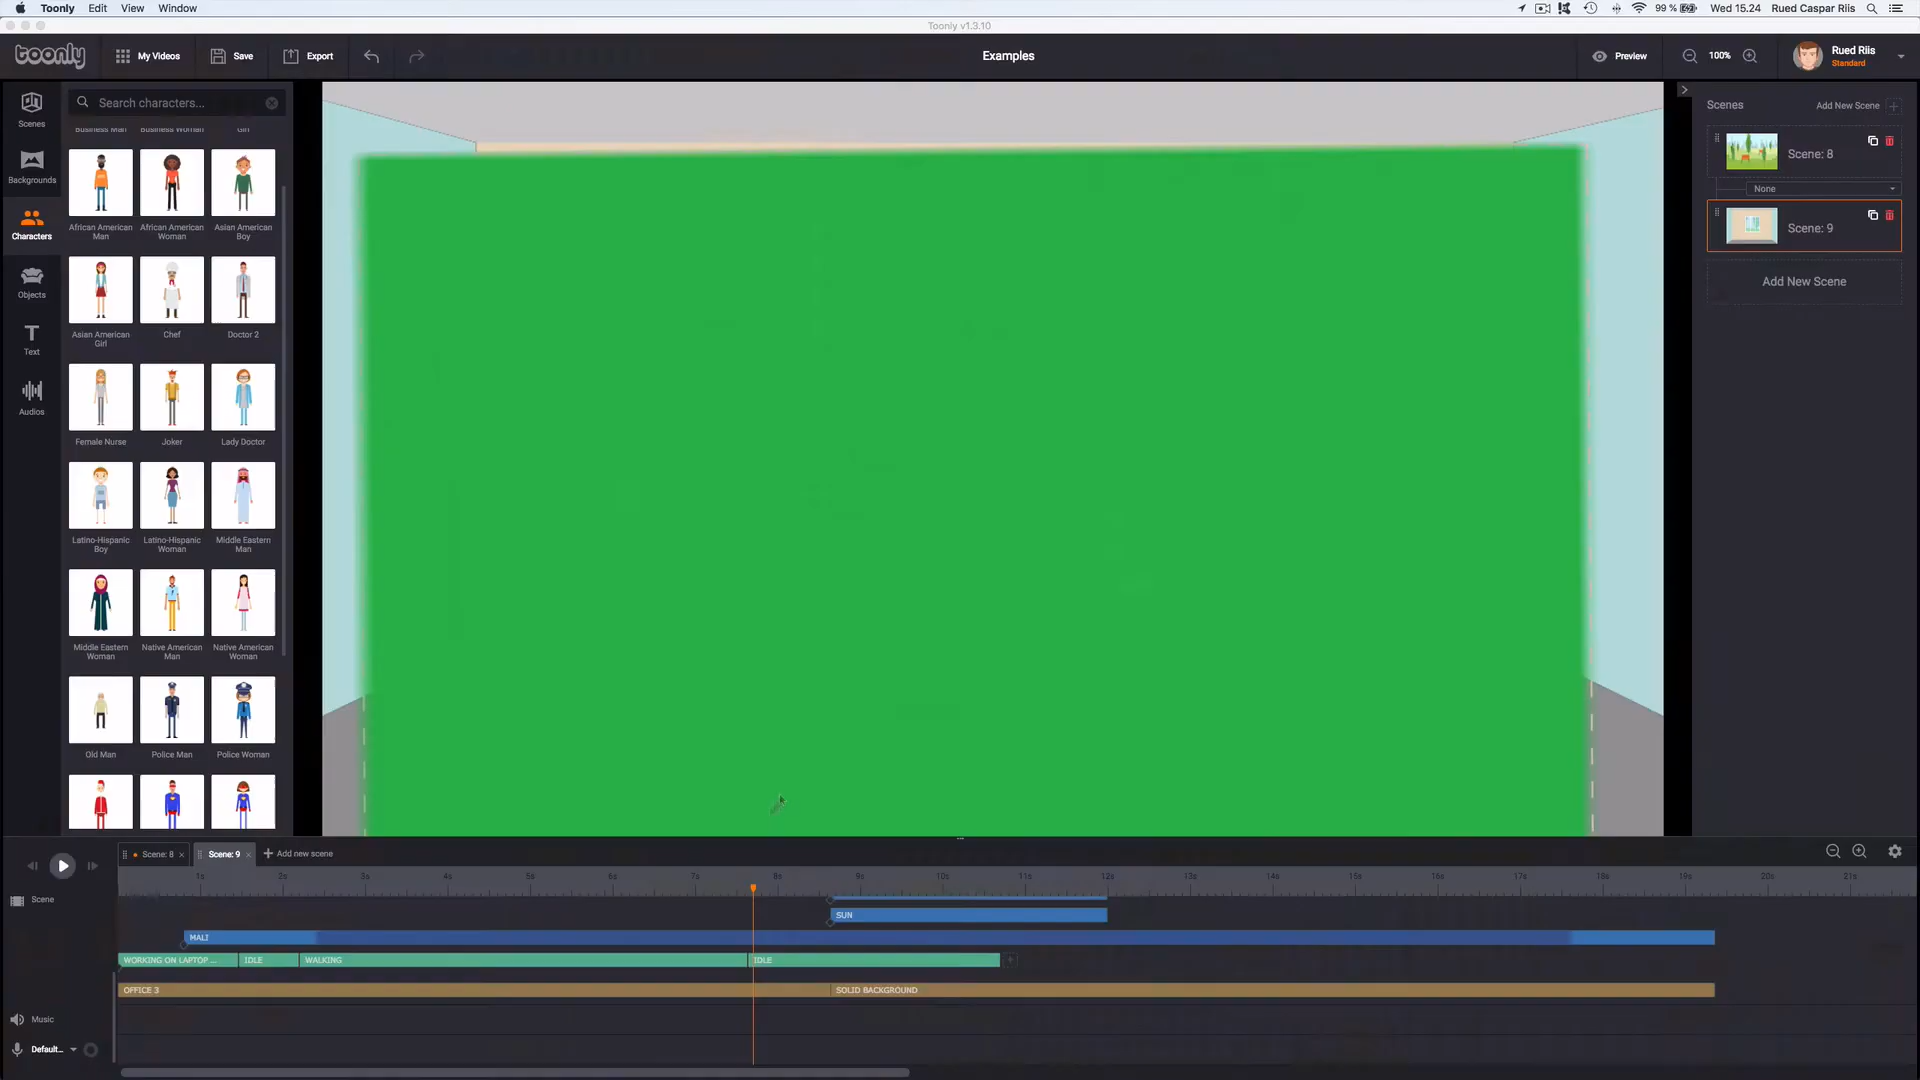 Toonly Edit View Window
99 % Wed 15.24 Rued Caspar Riis
Toonly v1.3.10
toonly My Videos Save Export
Examples
Preview 100% Rued Riis
Standard
Scenes
Backgrounds
Characters
Objects
Text
Audios
Search characters...
Business Man Business Woman Girl
African American Man
African American Woman
Asian American Boy
Asian American Girl
Chef
Doctor 2
Female Nurse
Joker
Lady Doctor
Latino-Hispanic Boy
Latino-Hispanic Woman
Middle Eastern Man
Middle Eastern Woman
Native American Man
Native American Woman
Old Man
Police Man
Police Woman
Scenes Add New Scene
Scene: 8
None
Scene: 9
Add New Scene
Scene: 8 Scene: 9 Add new scene
1s 2s 3s 4s 5s 6s 7s 8s 9s 10s 11s 12s 13s 14s 15s 16s 17s 18s 19s 20s 21s
Scene
SUN
MALI
WORKING ON LAPTOP ... IDLE WALKING IDLE
OFFICE 3 SOLID BACKGROUND
Music
Default...